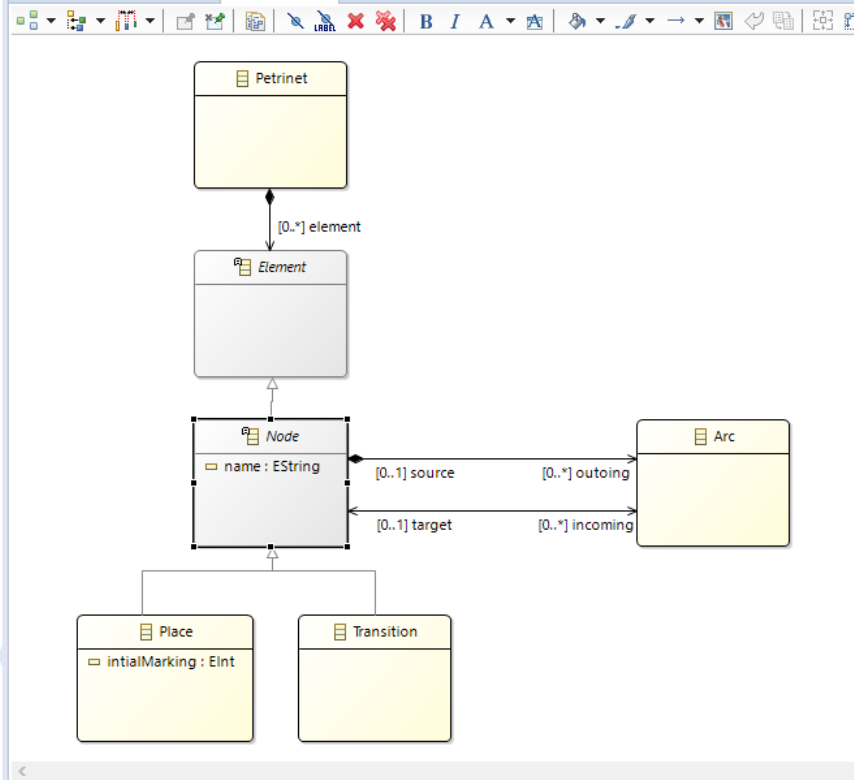 LABEL B I A A
Petrinet
[0..*] element
Element
Node
name : EString
Arc
[0..1] source
[0..*] outoing
[0..1] target
[0..*] incoming
Place
intialMarking : EInt
Transition